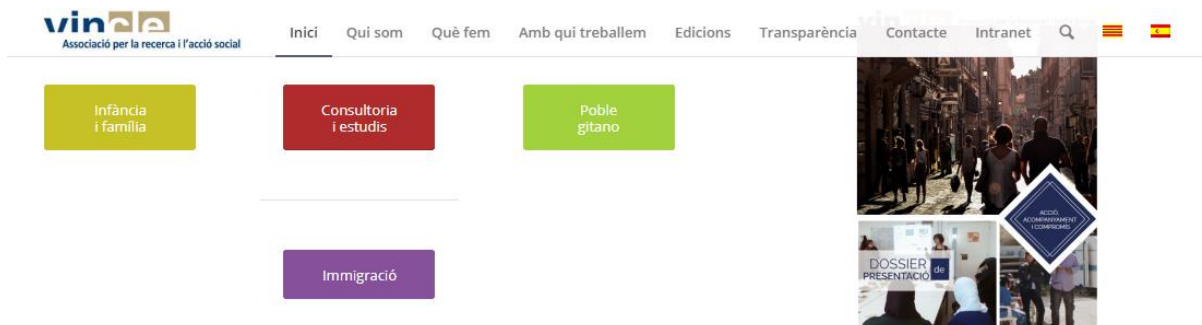 vincle
Associació per la recerca i l'acció social
Inici Qui som Què fem Amb qui treballem Edicions Transparència Contacte Intranet
Infància
i família
Consultoria
i estudis
Poble
gitano
Immigració
ACCIÓ,
ACOMPANYAMENT
I COMPROMÍS
DOSSIER de
PRESENTACIÓ